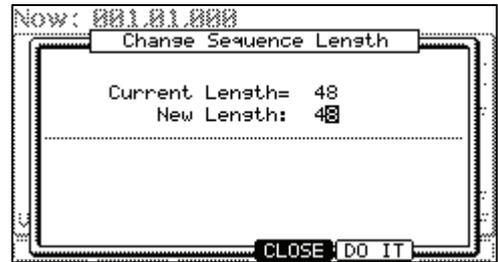 Now: 001.01.000
Change Sequence Length
Current Length= 48
New Length: 48
CLOSE DO IT